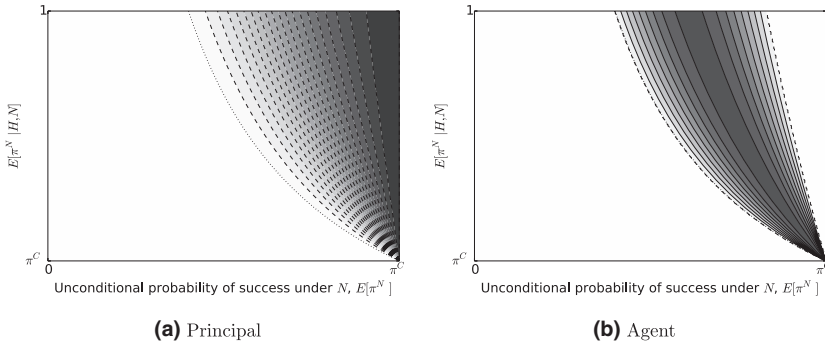 1
E[π^N |H,N]
π^C
0
π^C
Unconditional probability of success under N, E[π^N ]
(a) Principal
1
E[π^N |H,N]
π^C
0
Unconditional probability of success under N, E[π^N ]
(b) Agent